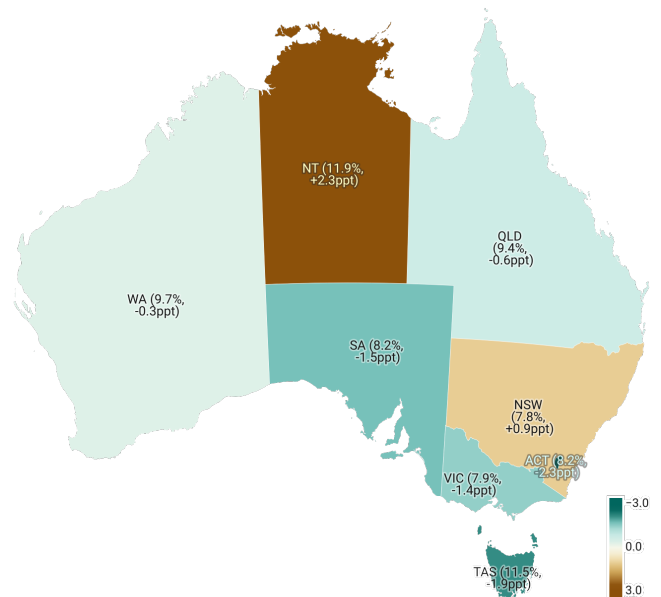 NT (11.9%,
+2.3ppt)
QLD
(9.4%,
-0.6ppt)
WA (9.7%,
-0.3ppt)
SA (8.2%,
-1.5ppt)
NSW
(7.8%,
+0.9ppt)
ACT (8.2%,
-2.3ppt)
VIC (7.9%,
-1.4ppt)
TAS (11.5%,
-1.9ppt)
−3.0
0.0
3.0